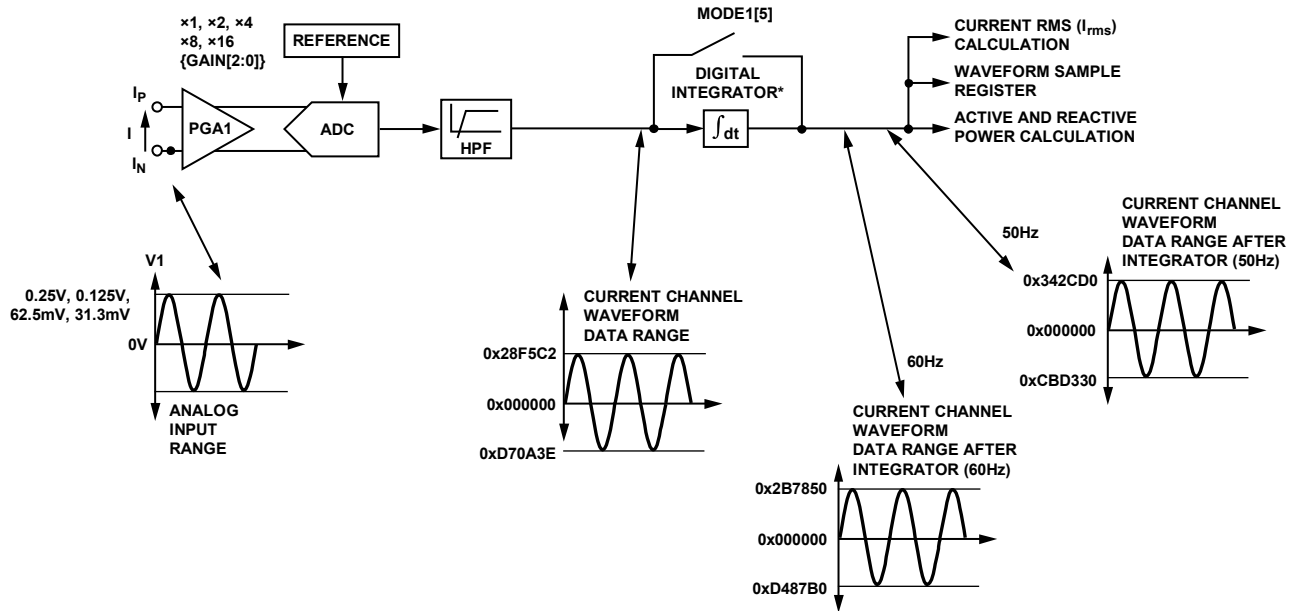 ×1, ×2, ×4
×8, ×16
{GAIN[2:0]}
REFERENCE
MODE1[5]
CURRENT RMS (Irms)
CALCULATION
DIGITAL
INTEGRATOR*
WAVEFORM SAMPLE
REGISTER
IP
I
IN
PGA1
ADC
HPF
∫dt
ACTIVE AND REACTIVE
POWER CALCULATION
50Hz
CURRENT CHANNEL
WAVEFORM
DATA RANGE AFTER
INTEGRATOR (50Hz)
0x342CD0
0x000000
0xCBD330
V1
0.25V, 0.125V,
62.5mV, 31.3mV
0V
ANALOG
INPUT
RANGE
CURRENT CHANNEL
WAVEFORM
DATA RANGE
0x28F5C2
0x000000
0xD70A3E
60Hz
CURRENT CHANNEL
WAVEFORM
DATA RANGE AFTER
INTEGRATOR (60Hz)
0x2B7850
0x000000
0xD487B0